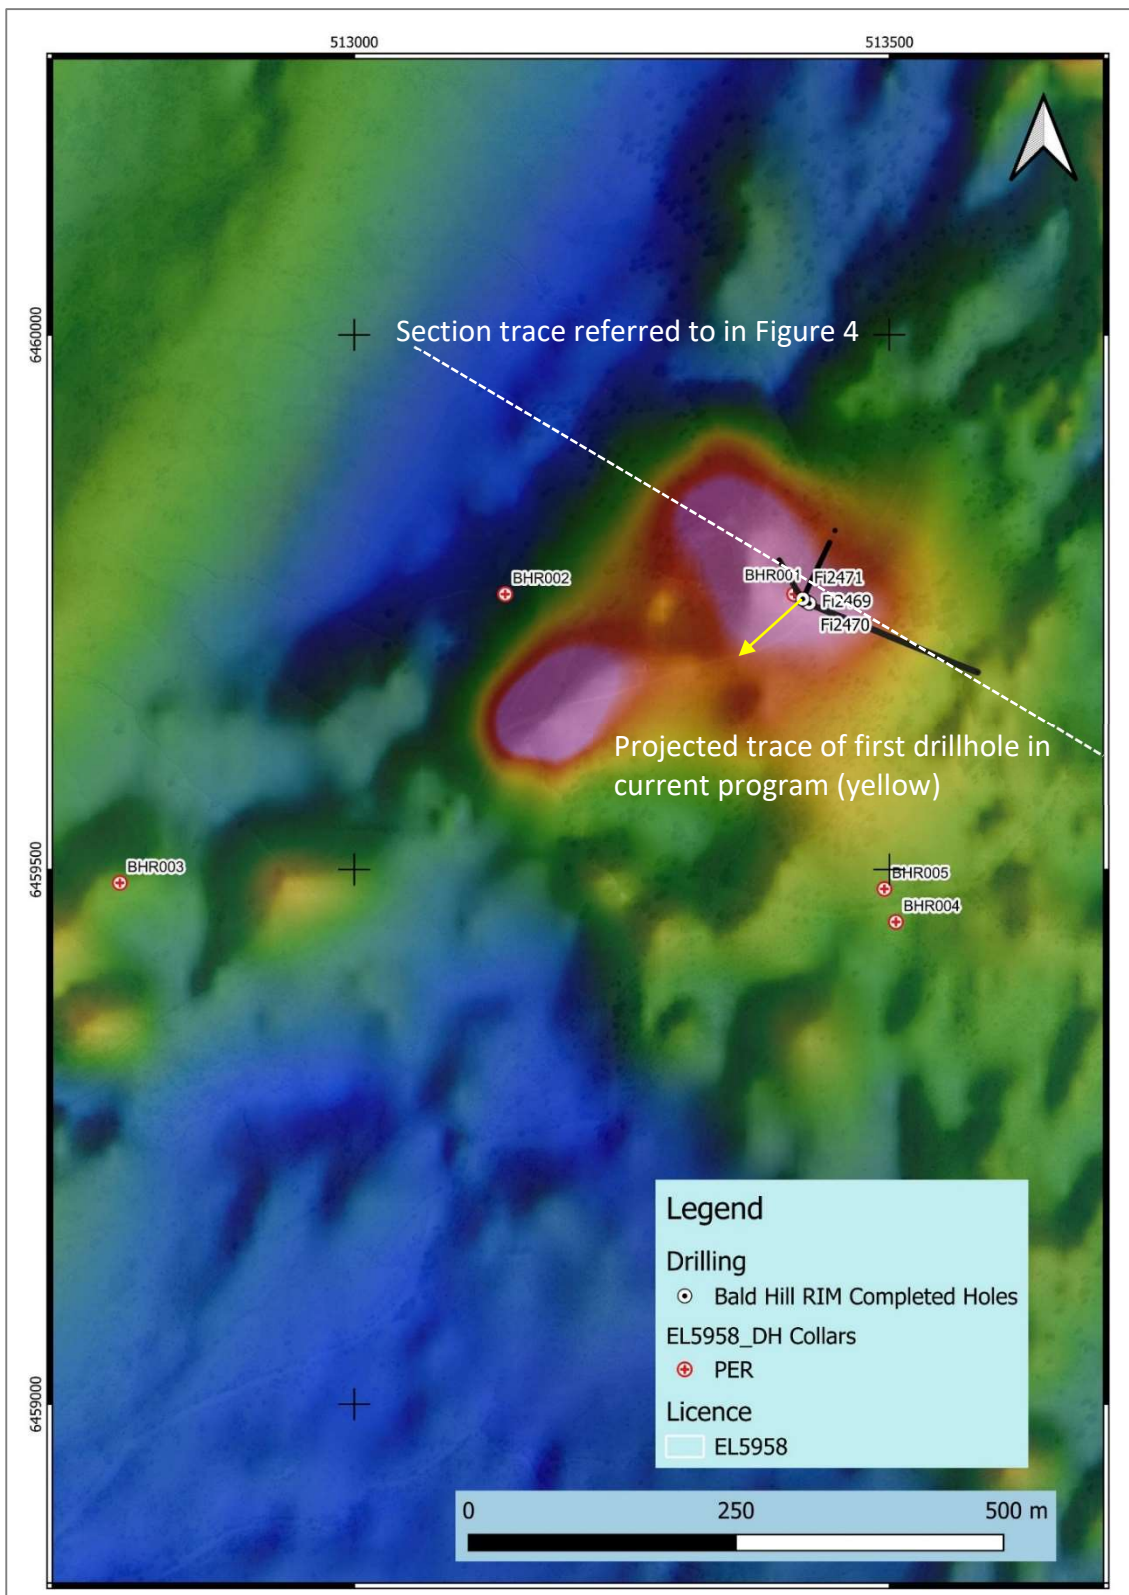 513000
513500
6460000
Section trace referred to in Figure 4
BHR002
BHR001
Fi2471
Fi2469
Fi2470
Projected trace of first drillhole in
current program (yellow)
6459500
BHR003
BHR005
BHR004
Legend
Drilling
Bald Hill RIM Completed Holes
EL5958_DH Collars
PER
Licence
EL5958
6459000
0
250
500 m